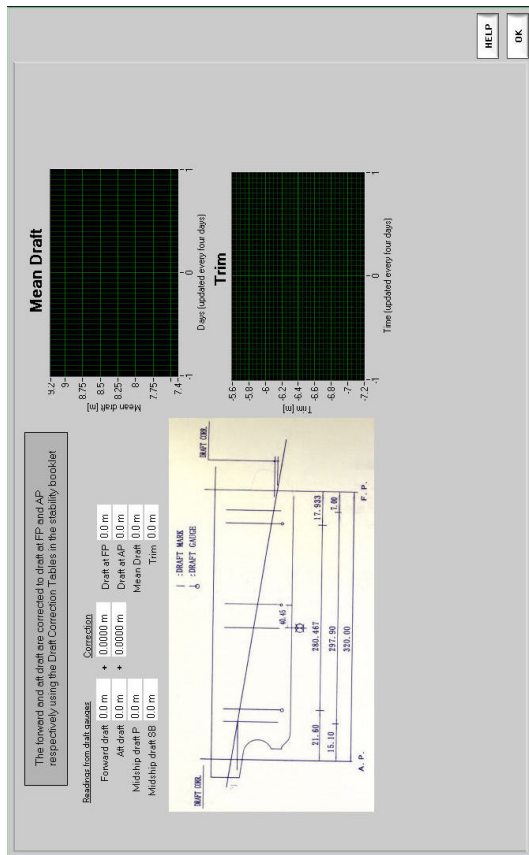 The forward and aft draft are corrected to draft at FP and AP
respectively using the Draft Correction Tables in the stability booklet
Readings from draft gauges
Correction
Forward draft 0.0 m + 0.0000 m Draft at FP 0.0 m
Aft draft 0.0 m + 0.0000 m Draft at AP 0.0 m
Midship draft P 0.0 m Mean Draft 0.0 m
Midship draft SB 0.0 m Trim 0.0 m
DRAFT CORR.
| : DRAFT MARK
: DRAFT GAUGE
DRAFT CORR.
40.45
21.60
280.467
17.933
15.10
297.90
7.00
320.00
A. P.
F. P.
Mean Draft
Mean draft [m]
9.2
9
8.75
8.5
8.25
8
7.75
7.4
-1
0
1
Days (updated every four days)
Trim
Trim [m]
-5.6
-5.8
-6
-6.2
-6.4
-6.6
-6.8
-7
-7.2
-1
0
1
Time (updated every four days)
HELP
OK